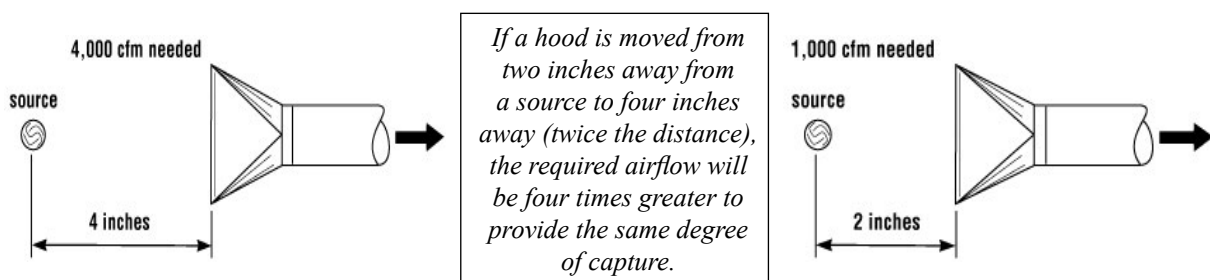 4,000 cfm needed
source
4 inches
If a hood is moved from
two inches away from
a source to four inches
away (twice the distance),
the required airflow will
be four times greater to
provide the same degree
of capture.
1,000 cfm needed
source
2 inches